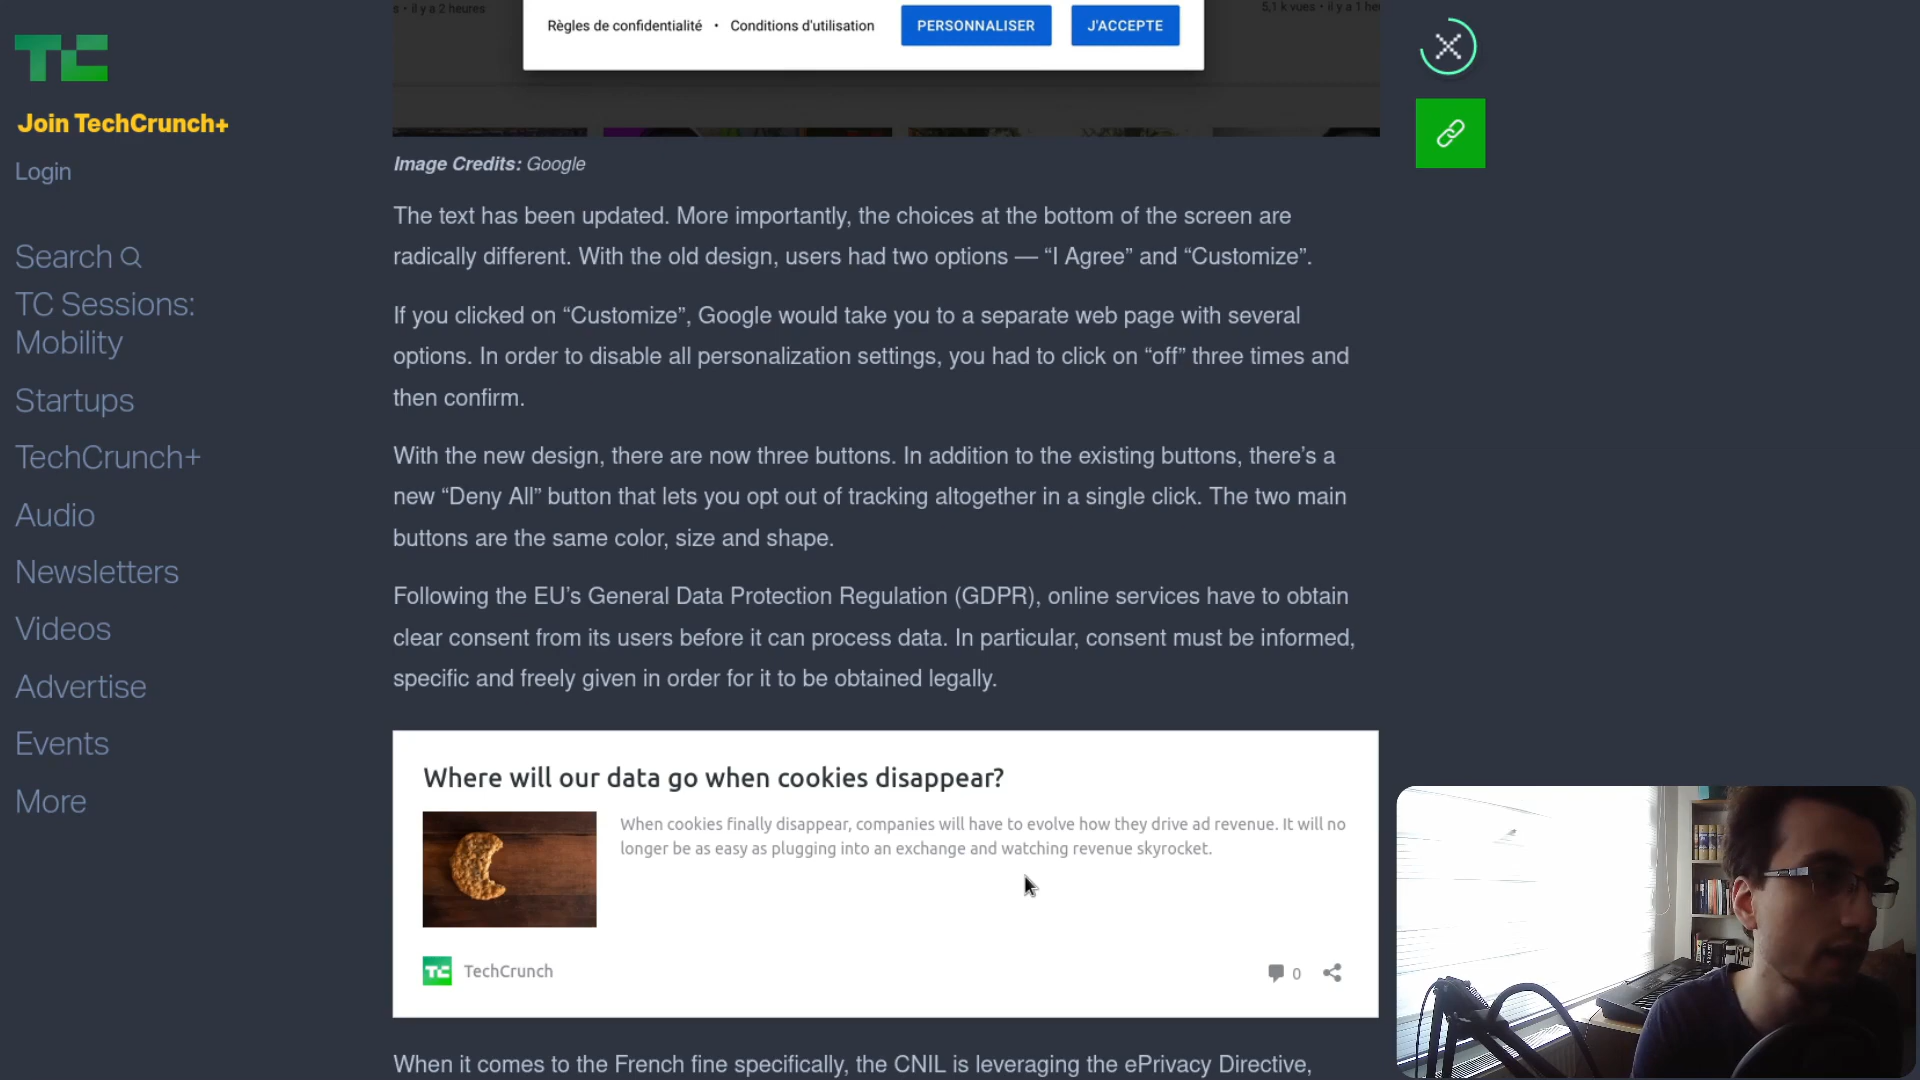 s • il y a 2 heures
5,1 k vues • il y a 1 he
Règles de confidentialité • Conditions d'utilisation PERSONNALISER J'ACCEPTE
TC
Join TechCrunch+
Login
Search
TC Sessions:
Mobility
Startups
TechCrunch+
Audio
Newsletters
Videos
Advertise
Events
More
Image Credits: Google
The text has been updated. More importantly, the choices at the bottom of the screen are
radically different. With the old design, users had two options — “I Agree” and “Customize”.
If you clicked on “Customize”, Google would take you to a separate web page with several
options. In order to disable all personalization settings, you had to click on “off” three times and
then confirm.
With the new design, there are now three buttons. In addition to the existing buttons, there’s a
new “Deny All” button that lets you opt out of tracking altogether in a single click. The two main
buttons are the same color, size and shape.
Following the EU’s General Data Protection Regulation (GDPR), online services have to obtain
clear consent from its users before it can process data. In particular, consent must be informed,
specific and freely given in order for it to be obtained legally.
Where will our data go when cookies disappear?
When cookies finally disappear, companies will have to evolve how they drive ad revenue. It will no
longer be as easy as plugging into an exchange and watching revenue skyrocket.
TC TechCrunch
0
When it comes to the French fine specifically, the CNIL is leveraging the ePrivacy Directive,